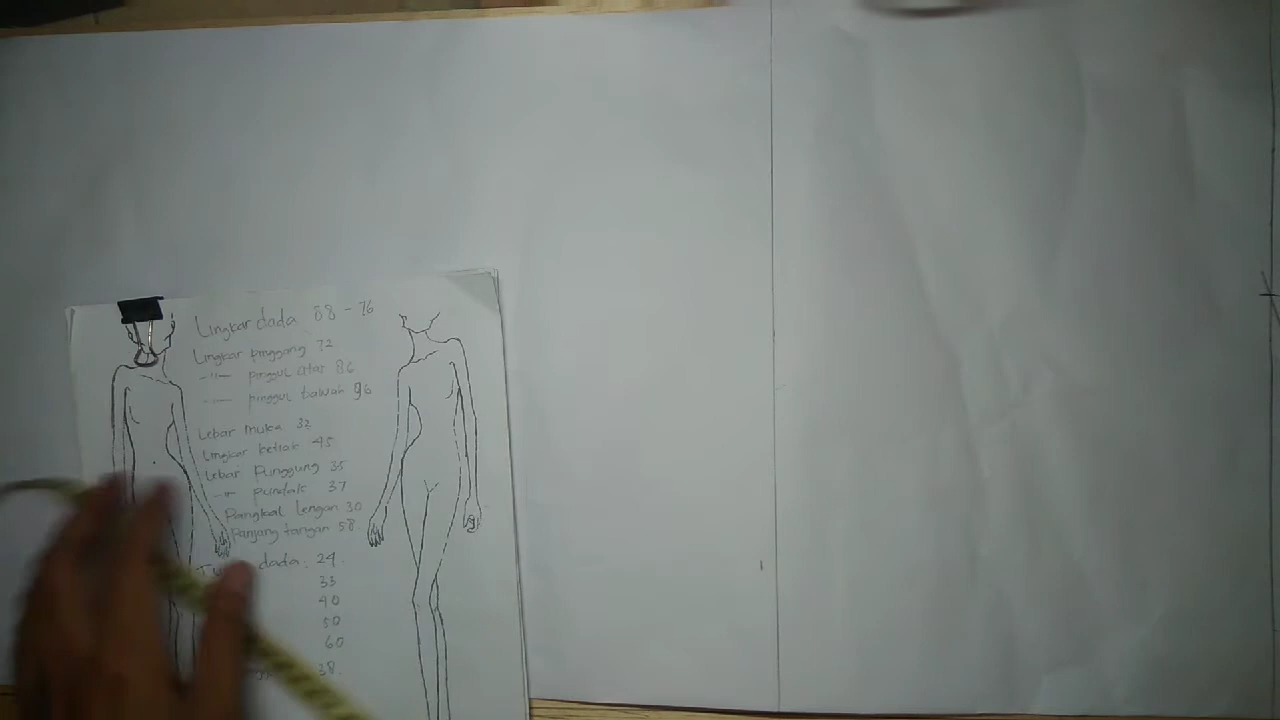 Lingkar dada 88 - 76
Lingkar pinggang 72
-"- pinggul atas 86
-"- pinggul bawah 96
Lebar muka 32
Lingkar ketiak 45
Lebar Punggung 35
-"- pundak 37
Pangkal lengan 30
Panjang tangan 58
dada. 24
33
40
50
60
38.